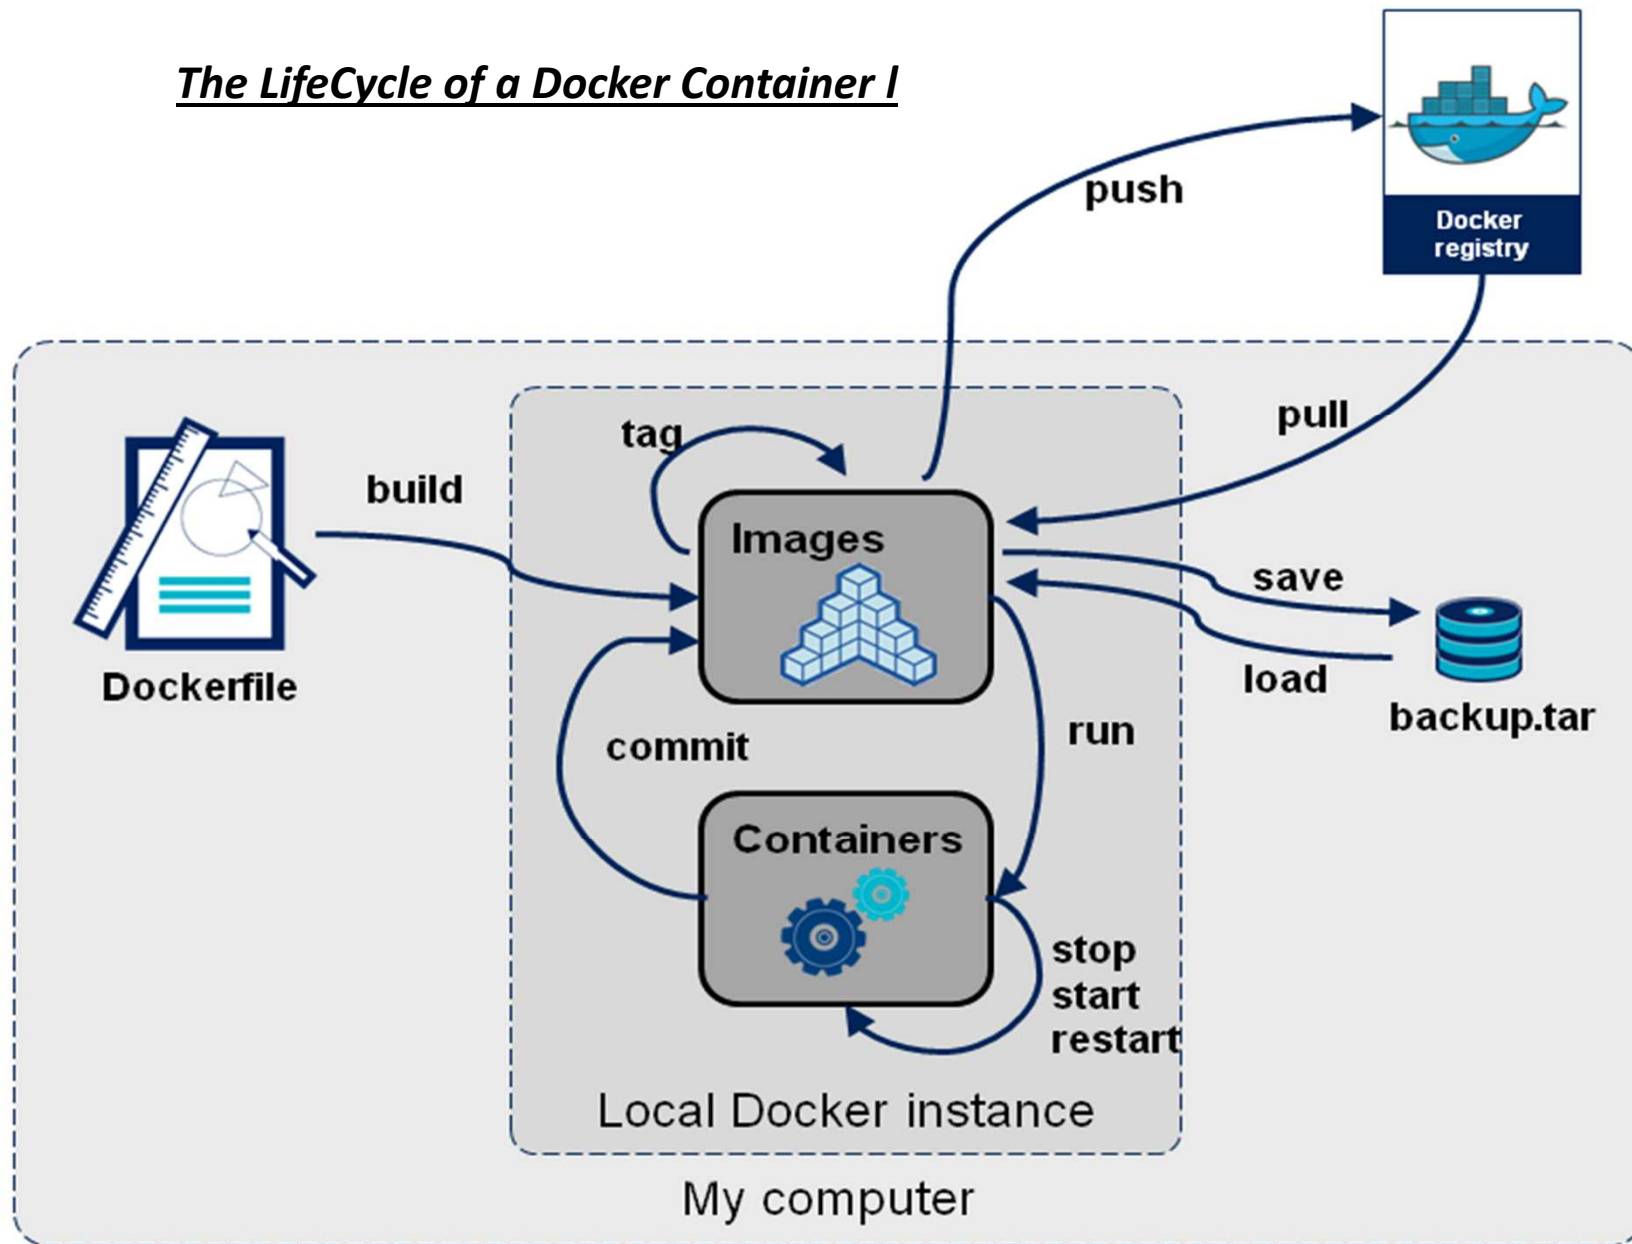 The LifeCycle of a Docker Container l
push
Docker
registry
pull
tag
build
Images
save
Dockerfile
load
backup.tar
commit
run
Containers
stop
start
restart
Local Docker instance
My computer